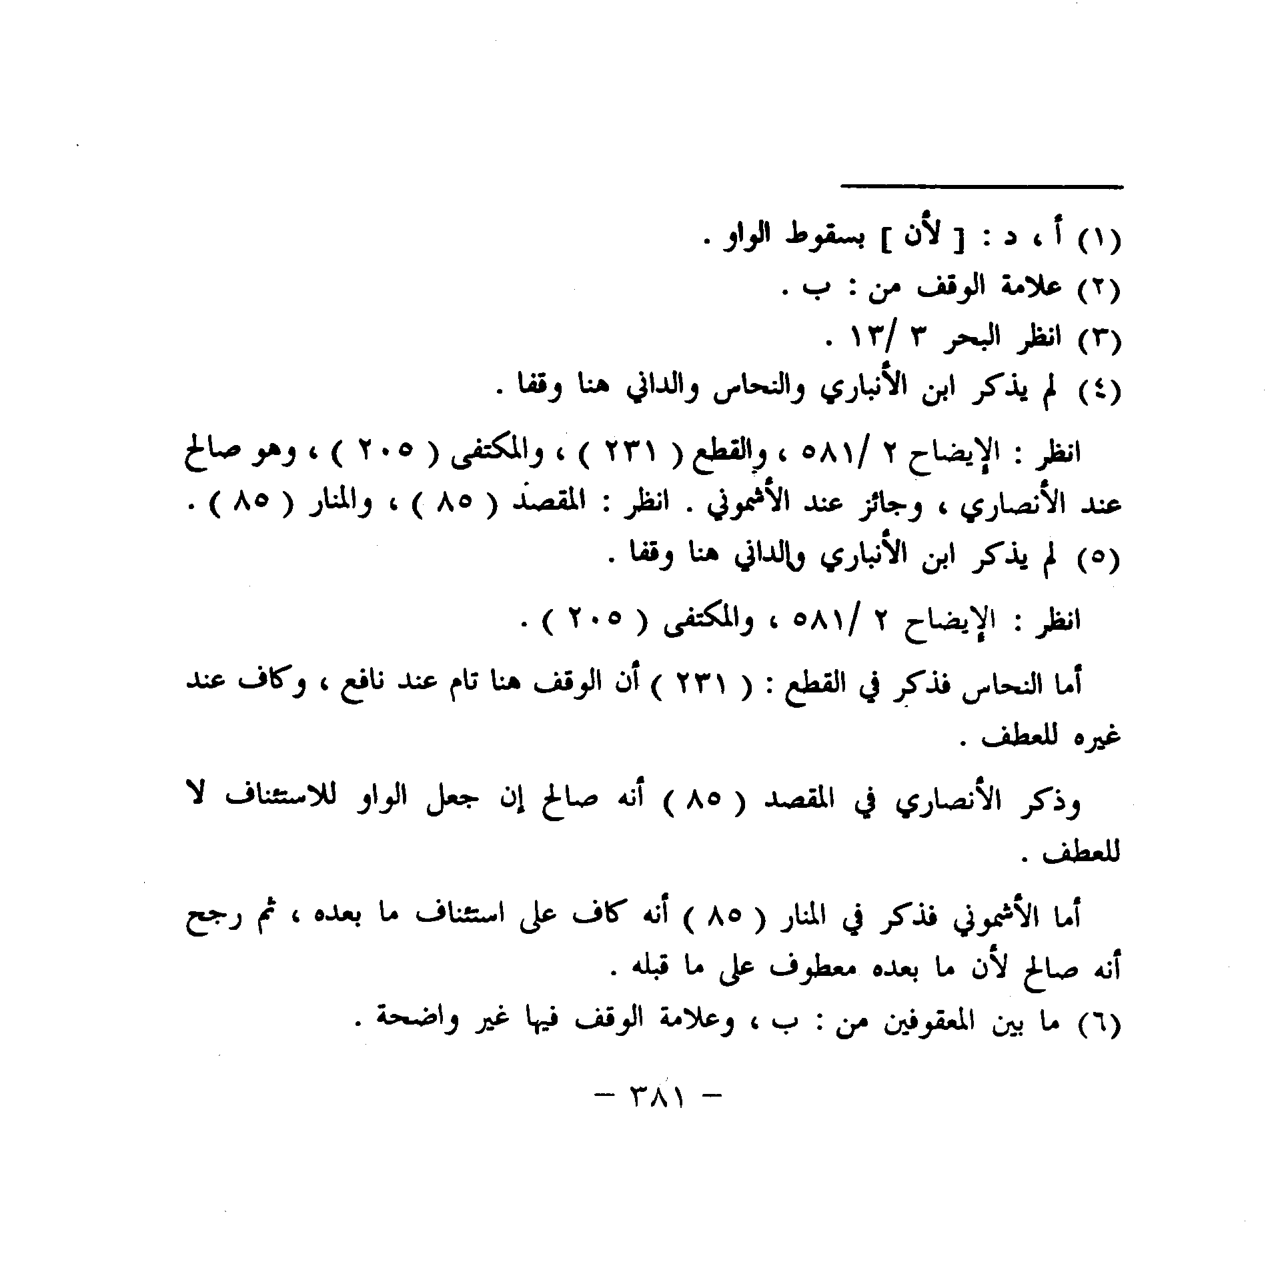 (١) أ ، د : [ لأن ] بسقوط الواو .
(٢) علامة الوقف من : ب .
(٣) انظر البحر ٣ /١٣ .
(٤) لم يذكر ابن الأنباري والنحاس والداني هنا وقفا .
انظر : الإيضاح ٢ /٥٨١ ، والقطع ( ٢٣١ ) ، والمكتفى ( ٢٠٥ ) ، وهو صالح
عند الأنصاري ، وجائز عند الأشموني . انظر : المقصد ( ٨٥ ) ، والمنار ( ٨٥ ) .
(٥) لم يذكر ابن الأنباري والداني هنا وقفا .
انظر : الإيضاح ٢ /٥٨١ ، والمكتفى ( ٢٠٥ ) .
أما النحاس فذكر في القطع : ( ٢٣١ ) أن الوقف هنا تام عند نافع ، وكاف عند
غيره للعطف .
وذكر الأنصاري في المقصد ( ٨٥ ) أنه صالح إن جعل الواو للاستئناف لا
للعطف .
أما الأشموني فذكر في المنار ( ٨٥ ) أنه كاف على استئناف ما بعده ، ثم رجح
أنه صالح لأن ما بعده معطوف على ما قبله .
(٦) ما بين المعقوفين من : ب ، وعلامة الوقف فيها غير واضحة .
– ٣٨١ –